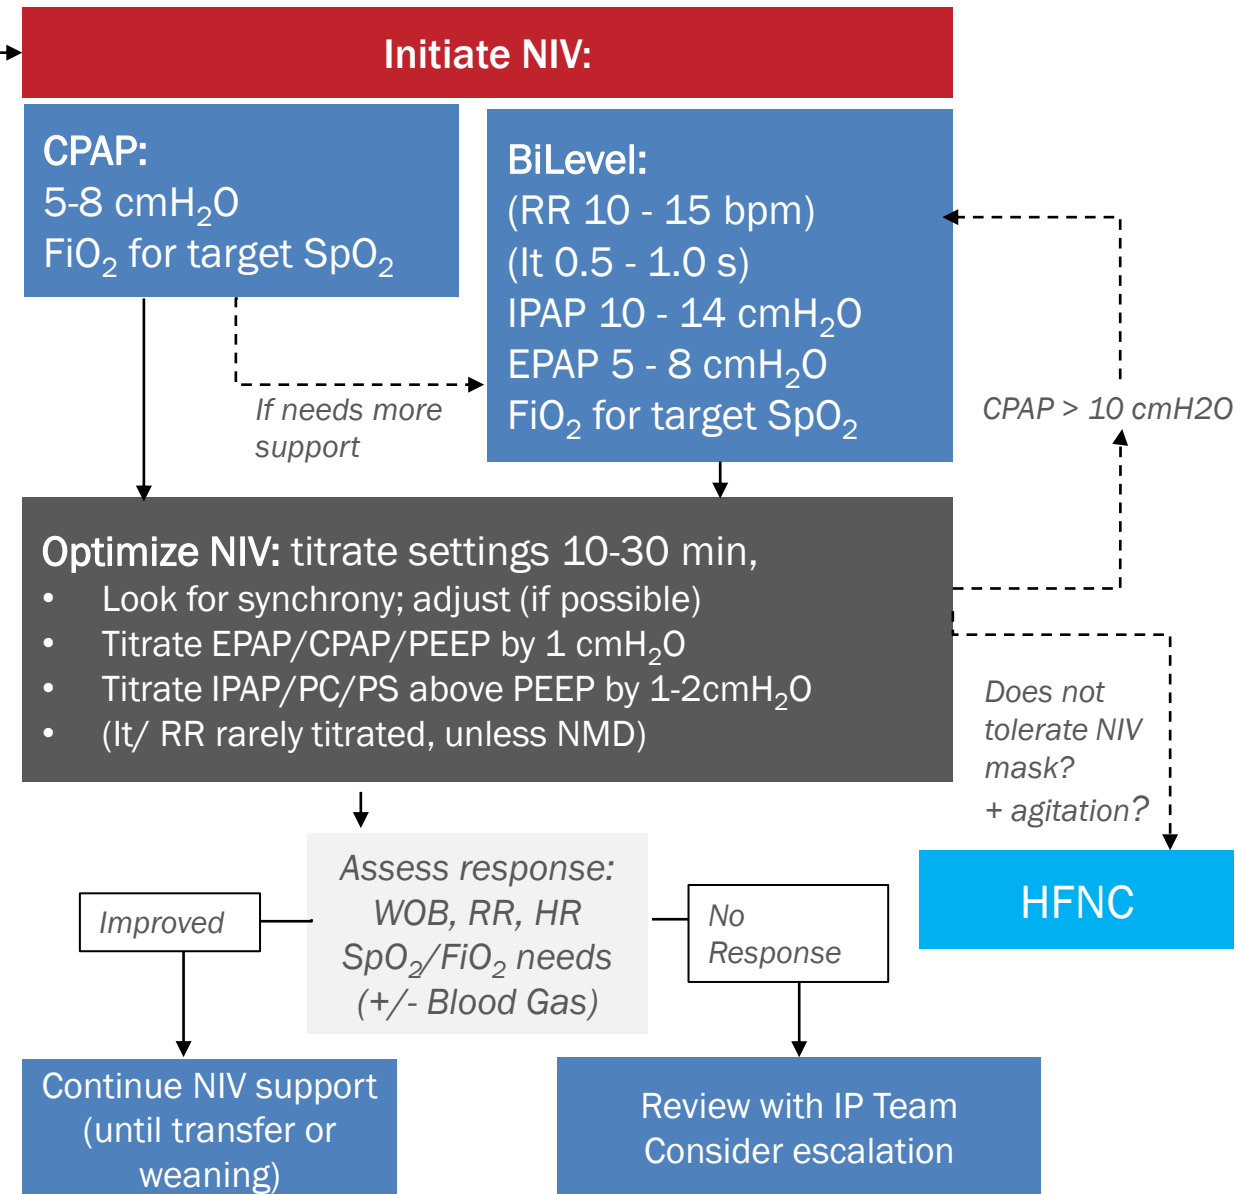 Initiate NIV:
CPAP:
5-8 cmH₂O
FiO₂ for target SpO₂
BiLevel:
(RR 10 - 15 bpm)
(It 0.5 - 1.0 s)
IPAP 10 - 14 cmH₂O
EPAP 5 - 8 cmH₂O
FiO₂ for target SpO₂
If needs more
support
CPAP > 10 cmH2O
Optimize NIV: titrate settings 10-30 min,
• Look for synchrony; adjust (if possible)
• Titrate EPAP/CPAP/PEEP by 1 cmH₂O
• Titrate IPAP/PC/PS above PEEP by 1-2cmH₂O
• (It/ RR rarely titrated, unless NMD)
Does not
tolerate NIV
mask?
+ agitation?
HFNC
Assess response:
WOB, RR, HR
SpO₂/FiO₂ needs
(+/- Blood Gas)
Improved
No
Response
Continue NIV support
(until transfer or
weaning)
Review with IP Team
Consider escalation